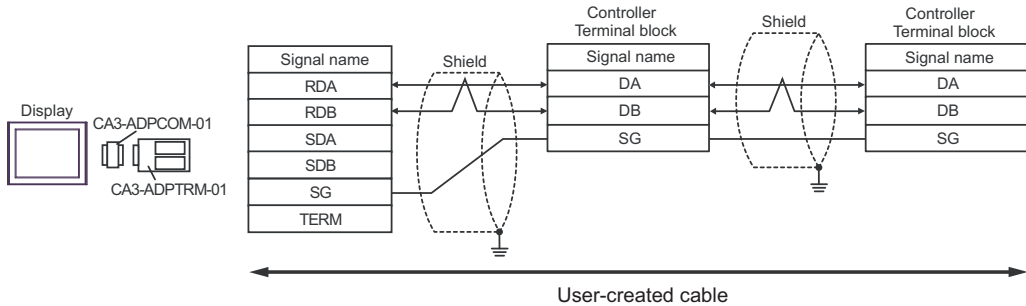 Display
CA3-ADPCOM-01
CA3-ADPTRM-01
Signal name
RDA
RDB
SDA
SDB
SG
TERM
Shield
Controller
Terminal block
Signal name
DA
DB
SG
Shield
Controller
Terminal block
Signal name
DA
DB
SG
User-created cable